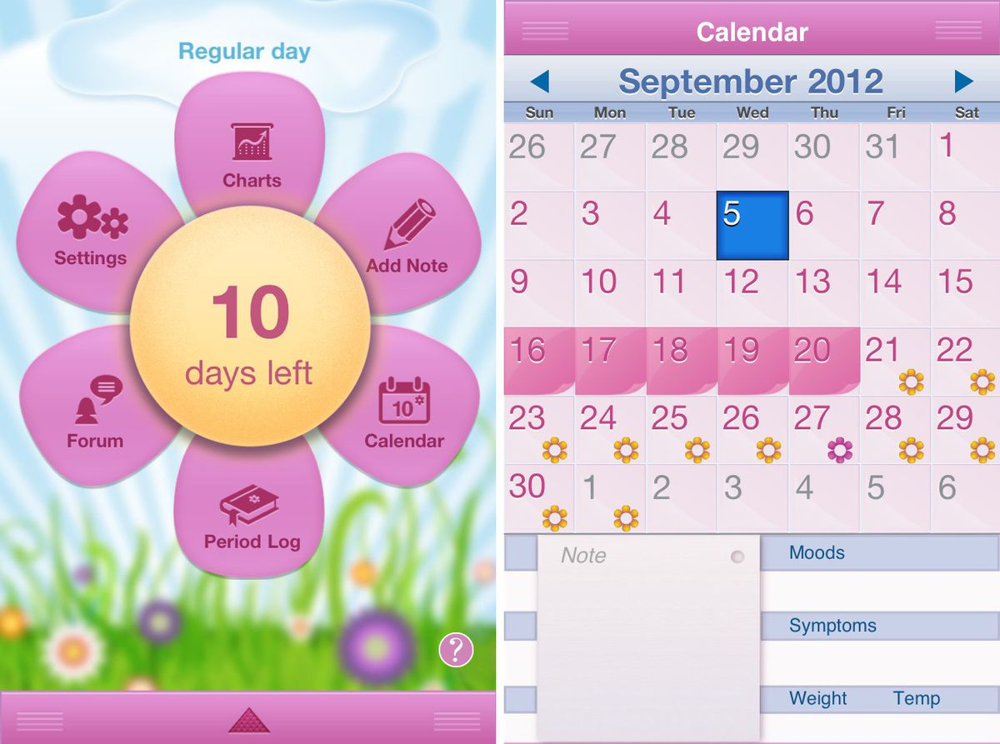 Regular day
Charts
Settings
Add Note
10
days left
Forum
10
Calendar
Period Log
?
Calendar
September 2012
Sun Mon Tue Wed Thu Fri Sat
26 27 28 29 30 31 1
2 3 4 5 6 7 8
9 10 11 12 13 14 15
16 17 18 19 20 21 22
23 24 25 26 27 28 29
30 1 2 3 4 5 6
Note
Moods
Symptoms
Weight Temp